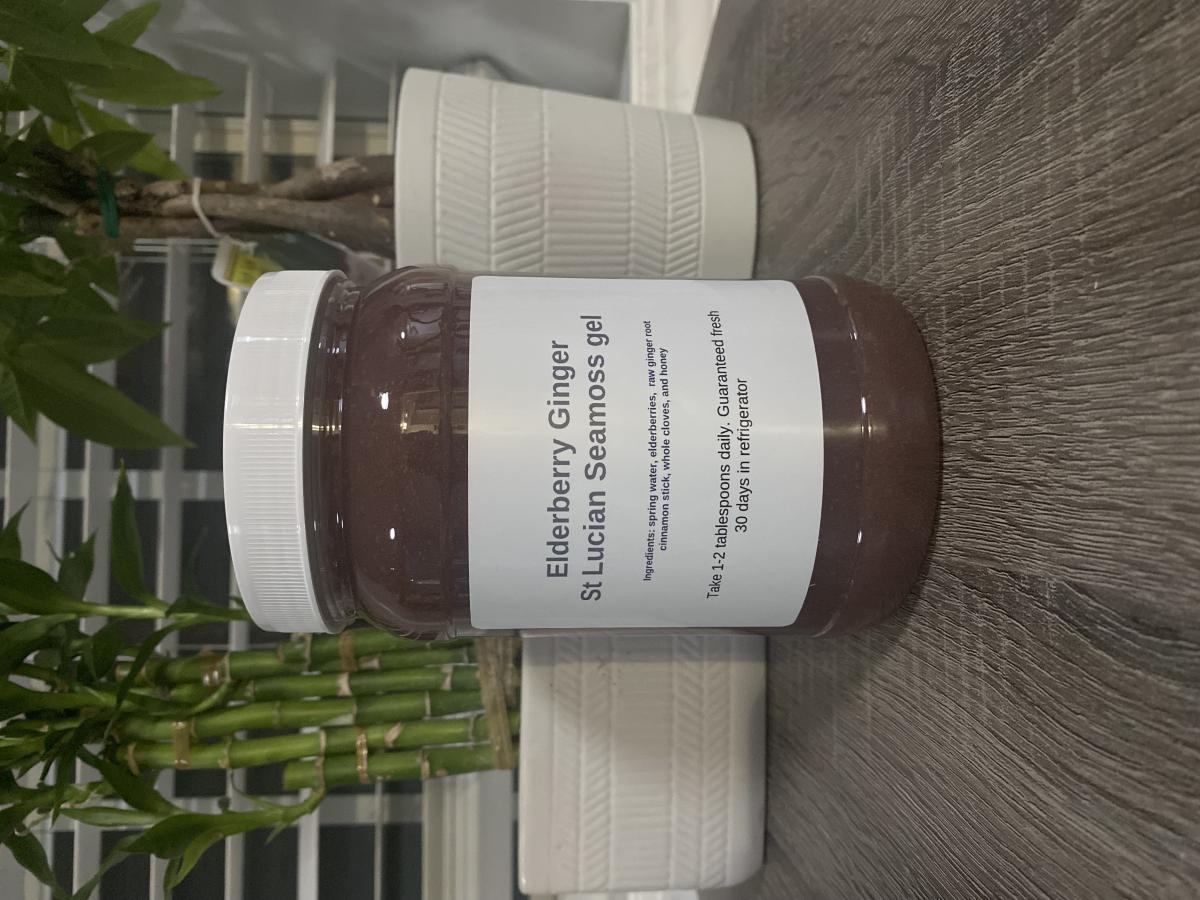 Elderberry Ginger
St Lucian Seamoss gel
Ingredients: spring water, elderberries, raw ginger root
cinnamon stick, whole cloves, and honey
Take 1-2 tablespoons daily. Guaranteed fresh
30 days in refrigerator